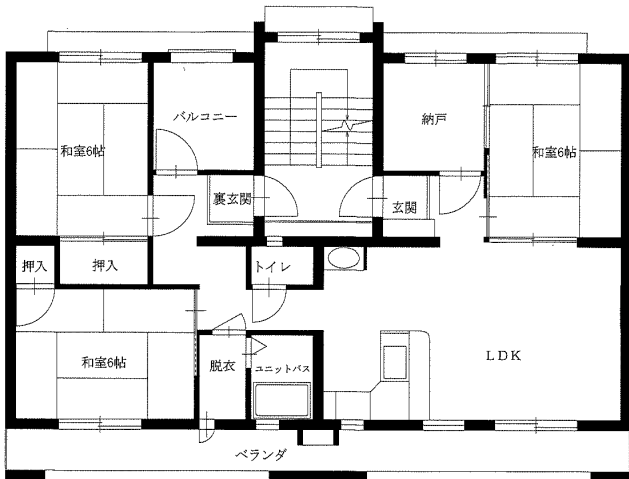 バルコニー
納戸
和室6帖
和室6帖
裏玄関
玄関
押入
押入
トイレ
和室6帖
脱衣
ユニットバス
LDK
ベランダ